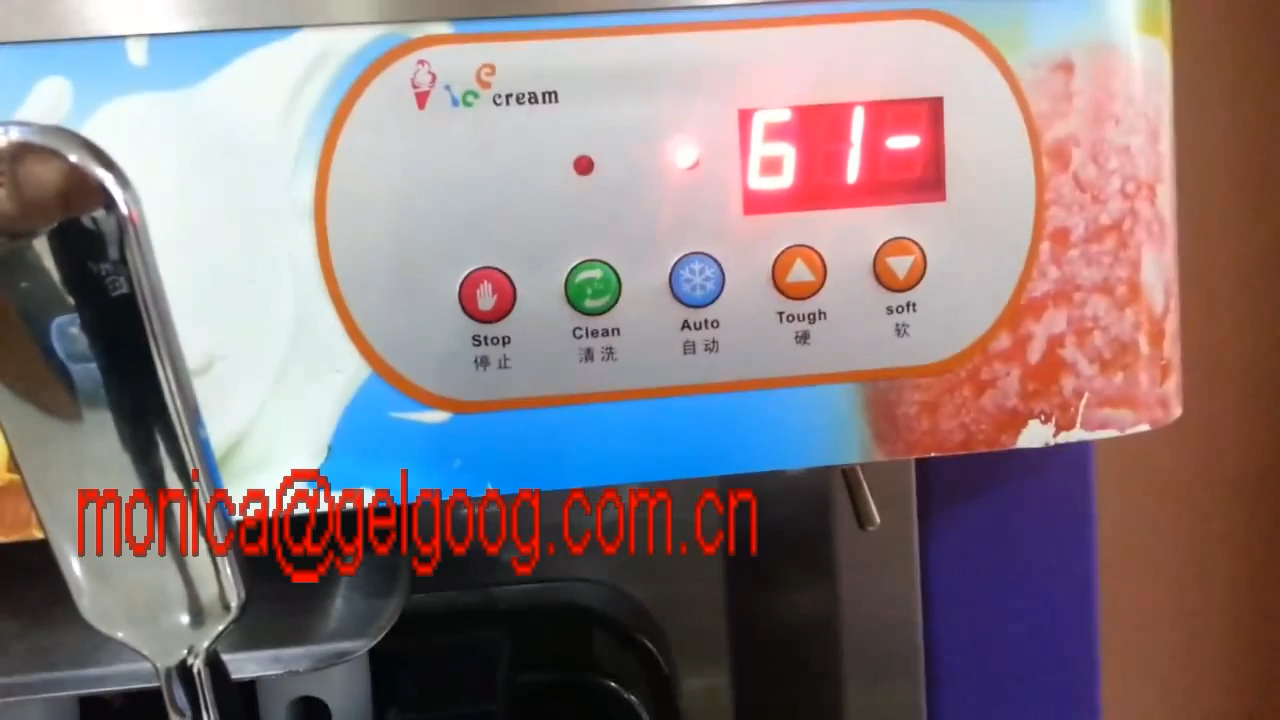 ice cream
61-
Stop Clean Auto Tough soft
停止 清洗 自动 硬 软
monica@gelgoog.com.cn